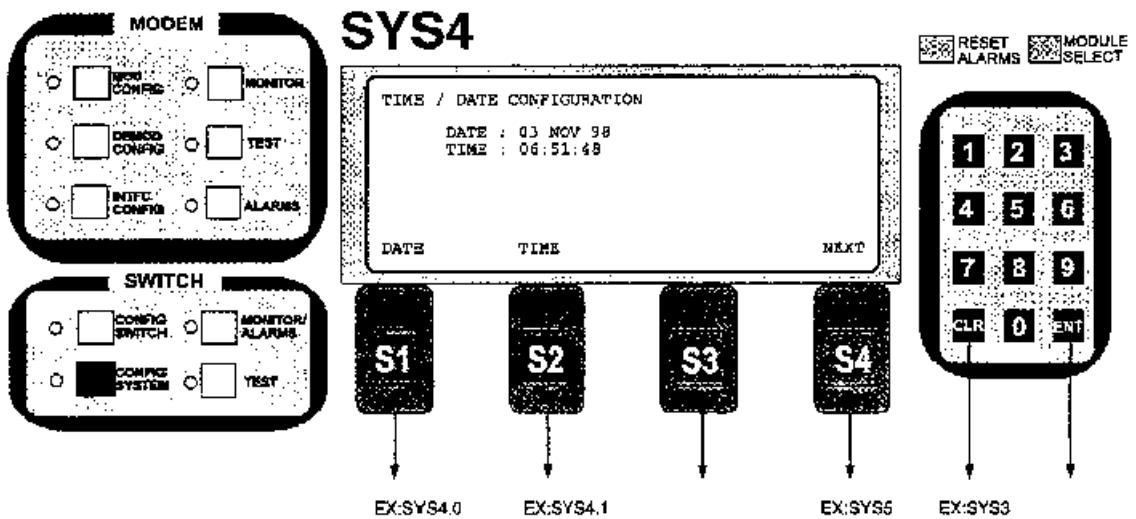 MODEM
MOD CONFIG
MONITOR
DEMOD CONFIG
TEST
INTFC CONFIG
ALARMS
SWITCH
CONFIG SWITCH
MONITOR/ ALARMS
CONFIG SYSTEM
TEST
SYS4
TIME / DATE CONFIGURATION
DATE : 03 NOV 98
TIME : 06:51:48
DATE TIME NEXT
S1 S2 S3 S4
EX:SYS4.0 EX:SYS4.1 EX:SYS5 EX:SYS3
RESET ALARMS
MODULE SELECT
1 2 3
4 5 6
7 8 9
CLR 0 ENT